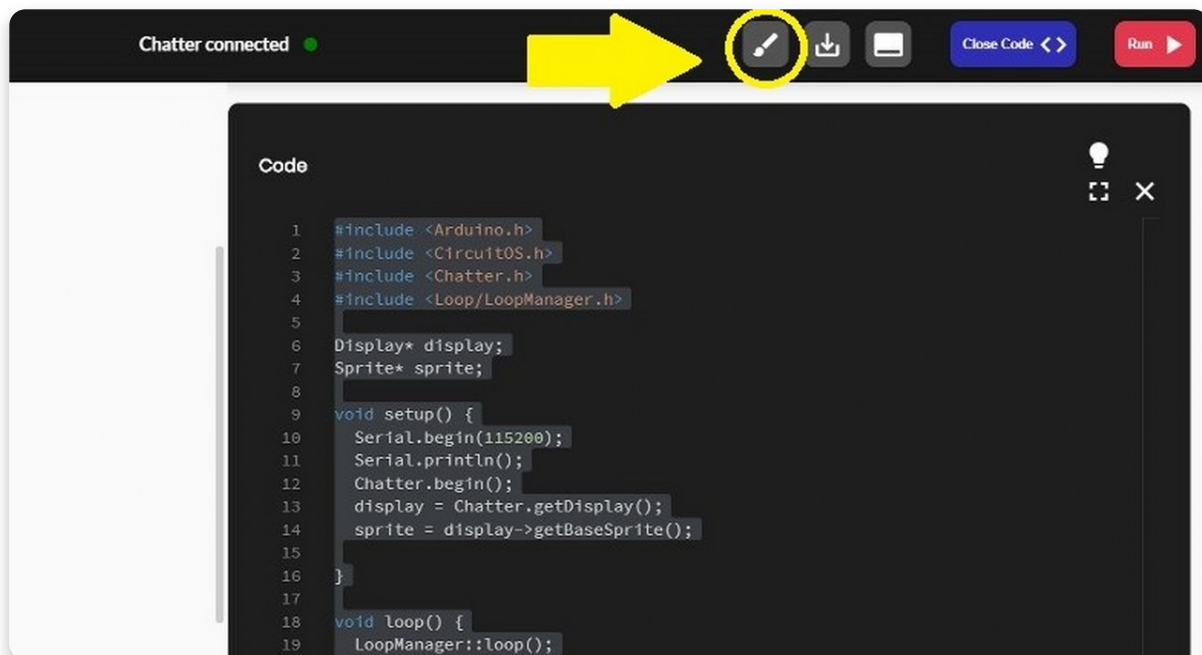 Chatter connected
Close Code < >
Run
Code
1 #include <Arduino.h>
2 #include <CircuitOS.h>
3 #include <Chatter.h>
4 #include <Loop/LoopManager.h>
5
6 Display* display;
7 Sprite* sprite;
8
9 void setup() {
10   Serial.begin(115200);
11   Serial.println();
12   Chatter.begin();
13   display = Chatter.getDisplay();
14   sprite = display->getBaseSprite();
15
16 }
17
18 void loop() {
19   LoopManager::loop();